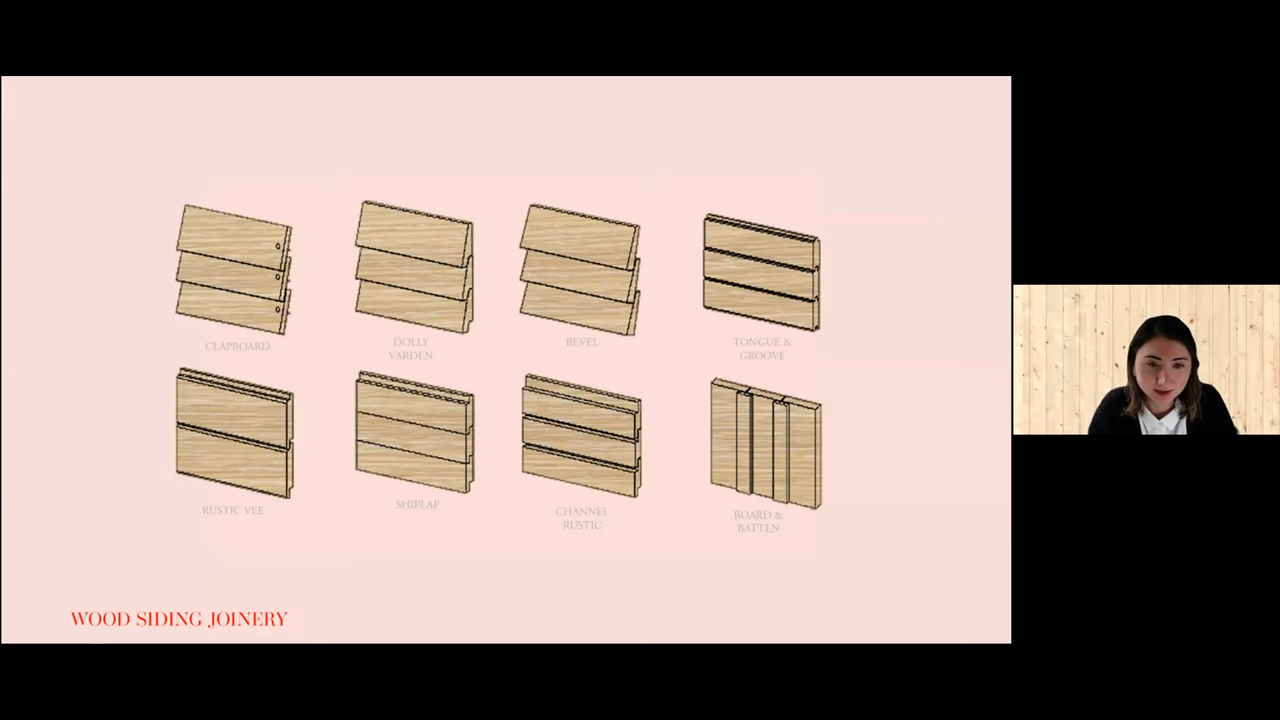 CLAPBOARD
DOLLY
VARDEN
BEVEL
TONGUE &
GROOVE
RUSTIC VEE
SHIPLAP
CHANNEL
RUSTIC
BOARD &
BATTEN
WOOD SIDING JOINERY